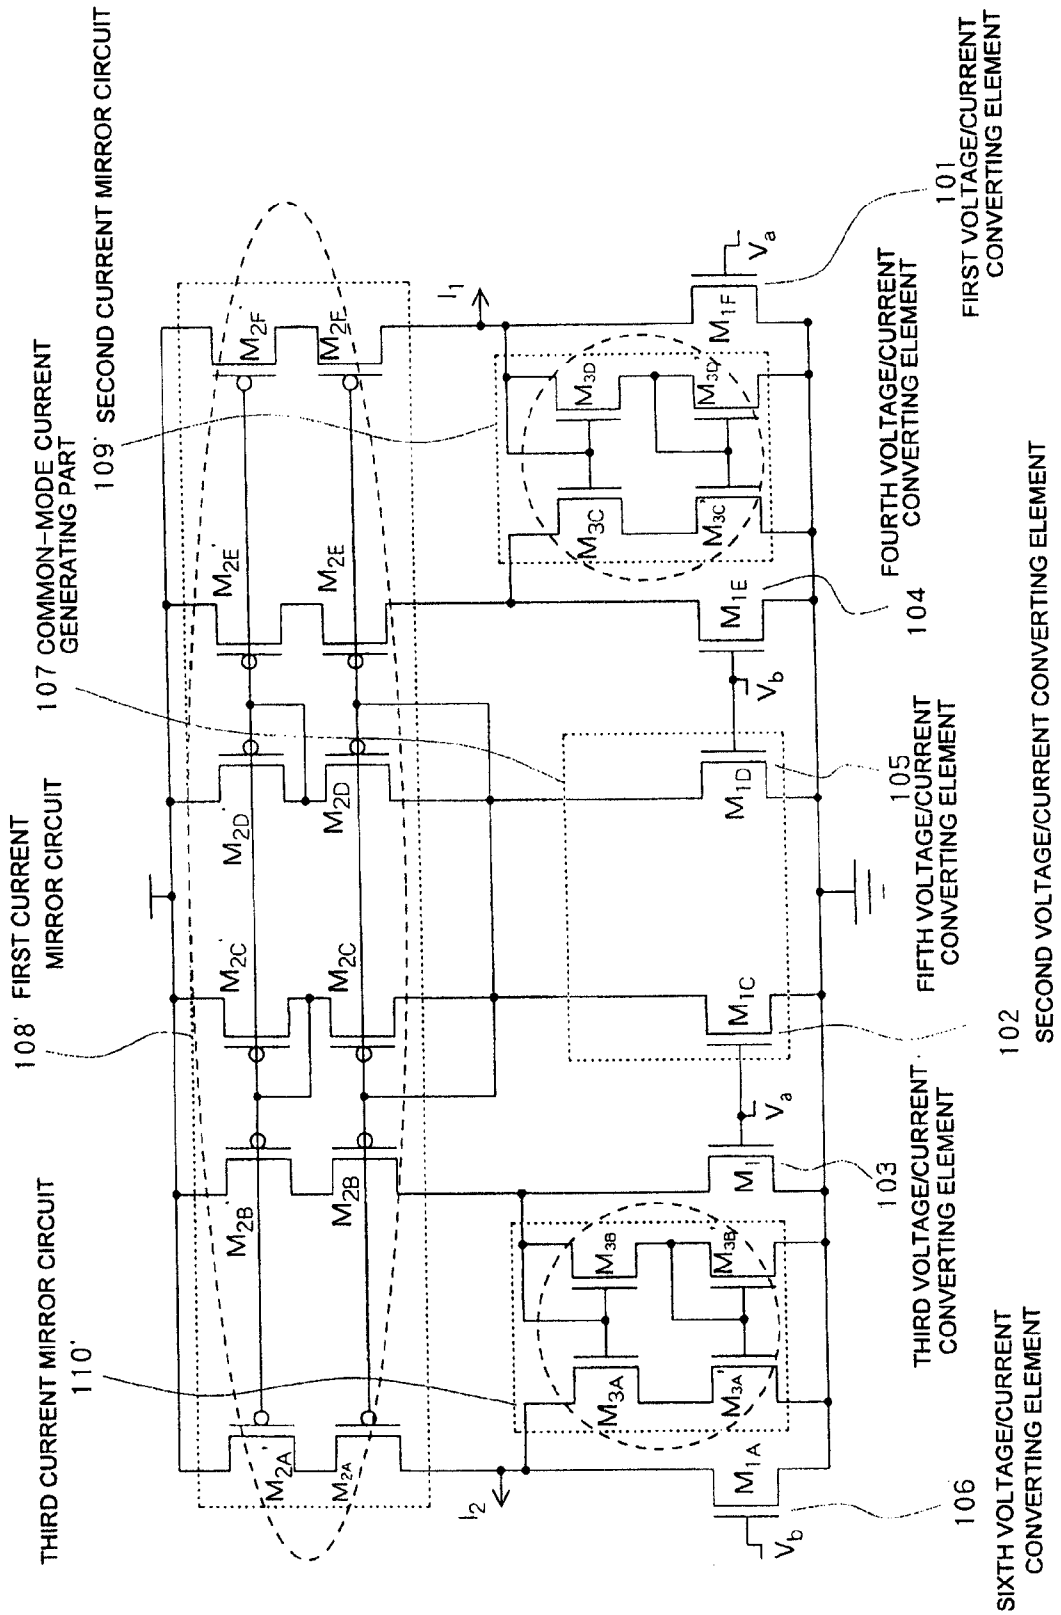 THIRD CURRENT MIRROR CIRCUIT
110'
108' FIRST CURRENT
MIRROR CIRCUIT
107 COMMON-MODE CURRENT
GENERATING PART
109' SECOND CURRENT MIRROR CIRCUIT
M2A'
M2B'
M2C'
M2D'
M2E'
M2F'
M2A
M2B
M2C
M2D
M2E
M2F
I2
I1
M3A
M3B
M3C
M3D
M3A'
M3B'
M3C'
M3D'
M1A
M1
M1C
M1D
M1E
M1F
Vb
Va
Vb
Va
106
SIXTH VOLTAGE/CURRENT
CONVERTING ELEMENT
103
THIRD VOLTAGE/CURRENT
CONVERTING ELEMENT
102
SECOND VOLTAGE/CURRENT CONVERTING ELEMENT
105
FIFTH VOLTAGE/CURRENT
CONVERTING ELEMENT
104
FOURTH VOLTAGE/CURRENT
CONVERTING ELEMENT
101
FIRST VOLTAGE/CURRENT
CONVERTING ELEMENT